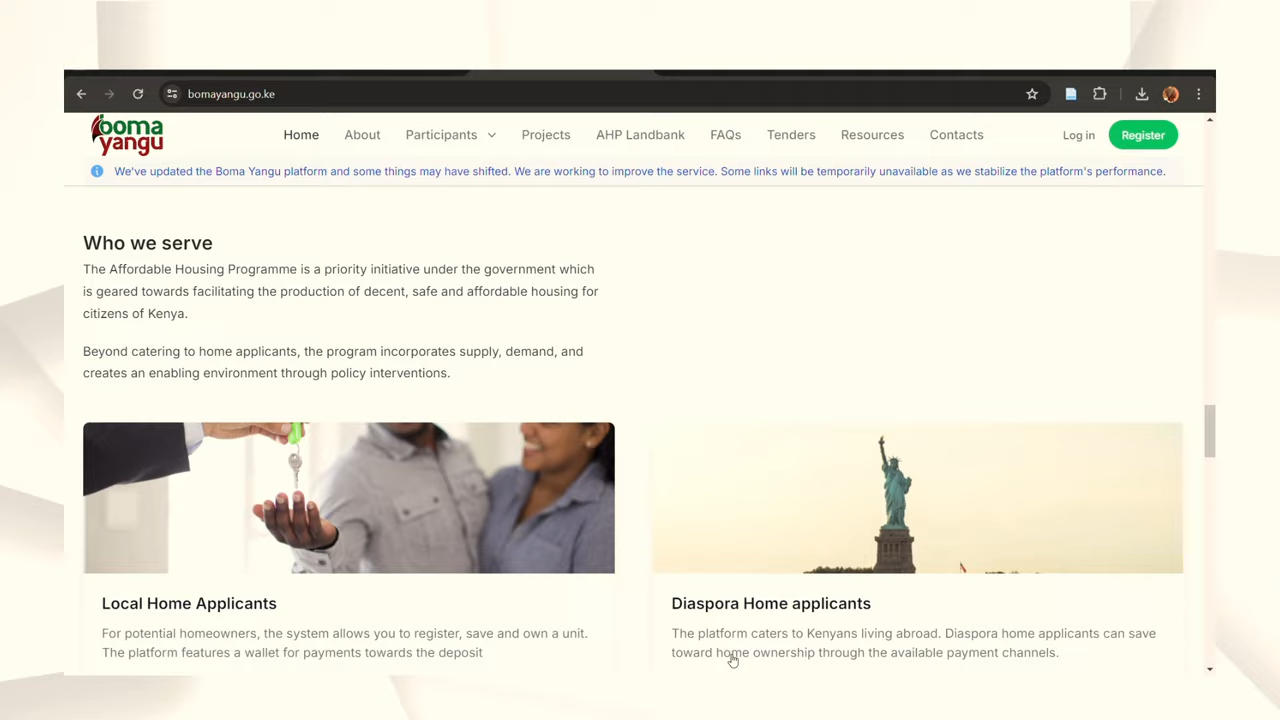 bomayangu.go.ke
boma
yangu
Home About Participants Projects AHP Landbank FAQs Tenders Resources Contacts Log in Register
We've updated the Boma Yangu platform and some things may have shifted. We are working to improve the service. Some links will be temporarily unavailable as we stabilize the platform's performance.
Who we serve
The Affordable Housing Programme is a priority initiative under the government which
is geared towards facilitating the production of decent, safe and affordable housing for
citizens of Kenya.
Beyond catering to home applicants, the program incorporates supply, demand, and
creates an enabling environment through policy interventions.
Local Home Applicants
For potential homeowners, the system allows you to register, save and own a unit.
The platform features a wallet for payments towards the deposit
Diaspora Home applicants
The platform caters to Kenyans living abroad. Diaspora home applicants can save
toward home ownership through the available payment channels.